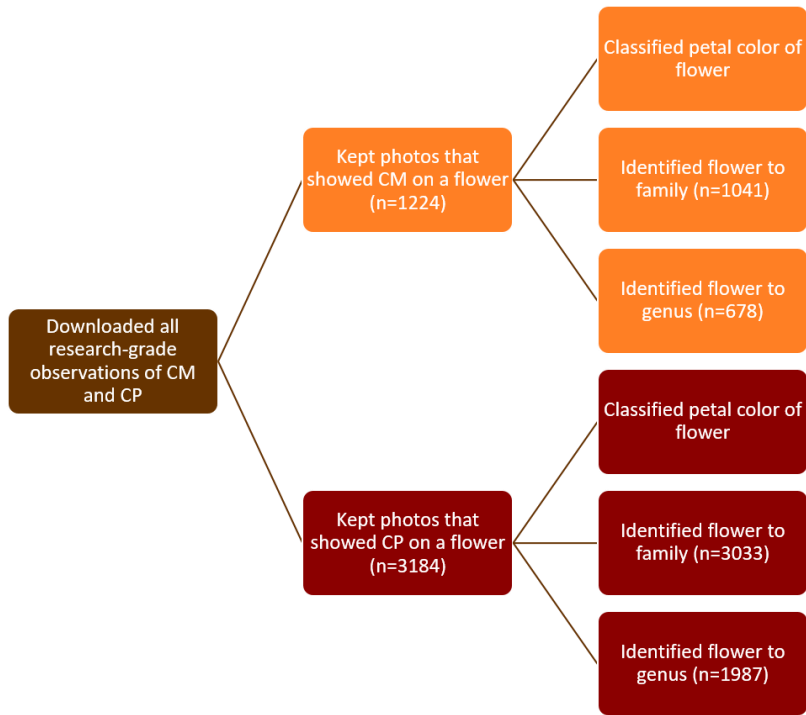 Downloaded all
research-grade
observations of CM
and CP
Kept photos that
showed CM on a flower
(n=1224)
Classified petal color of
flower
Identified flower to
family (n=1041)
Identified flower to
genus (n=678)
Kept photos that
showed CP on a flower
(n=3184)
Classified petal color of
flower
Identified flower to
family (n=3033)
Identified flower to
genus (n=1987)